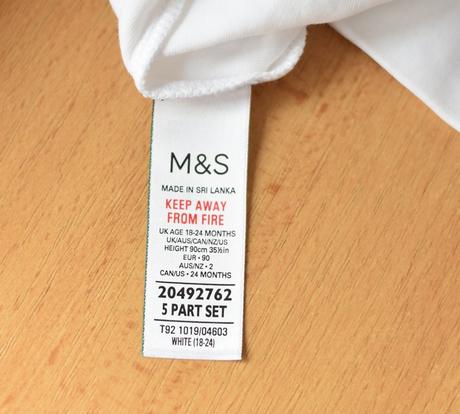 M&S
MADE IN SRI LANKA
KEEP AWAY
FROM FIRE
UK AGE 18-24 MONTHS
UK/AUS/CAN/NZ/US
HEIGHT 90cm 35½in
EUR • 90
AUS/NZ • 2
CAN/US • 24 MONTHS
20492762
5 PART SET
T92 1019/04603
WHITE (18-24)